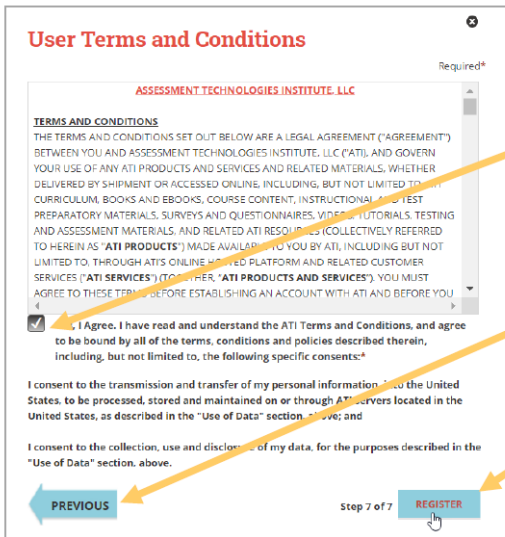 User Terms and Conditions
Required*
ASSESSMENT TECHNOLOGIES INSTITUTE, LLC
TERMS AND CONDITIONS
THE TERMS AND CONDITIONS SET OUT BELOW ARE A LEGAL AGREEMENT ("AGREEMENT")
BETWEEN YOU AND ASSESSMENT TECHNOLOGIES INSTITUTE, LLC ("ATI), AND GOVERN
YOUR USE OF ANY ATI PRODUCTS AND SERVICES AND RELATED MATERIALS, WHETHER
DELIVERED BY SHIPMENT OR ACCESSED ONLINE, INCLUDING, BUT NOT LIMITED TO
CURRICULUM, BOOKS AND EBOOKS, COURSE CONTENT, INSTRUCTIONAL AND TEST
PREPARATORY MATERIALS, SURVEYS AND QUESTIONNAIRES, TUTORIALS. TESTING
AND ASSESSMENT MATERIALS. AND RELATED ATI RESOURCES (COLLECTIVELY REFERRED
TO HEREIN AS "ATI PRODUCTS") MADE AVAILABLE TO YOU BY ATI, INCLUDING BUT NOT
LIMITED TO, THROUGH ATI'S ONLINE PLATFORM AND RELATED CUSTOMER
SERVICES ("ATI SERVICES") (TOGETHER, "ATI PRODUCTS AND SERVICES"). YOU MUST
AGREE TO THESE TERMS BEFORE ESTABLISHING AN ACCOUNT WITH ATI AND BEFORE YOU
I Agree. I have read and understand the ATI Terms and Conditions, and agree
to be bound by all of the terms, conditions and policies described therein,
including, but not limited to, the following specific consents:*
I consent to the transmission and transfer of my personal information, the United
States, to be processed, stored and maintained on or through ATI servers located in the
United States, as described in the "Use of Data" section, above; and
I consent to the collection, use and disclosure of my data, for the purposes described in the
"Use of Data" section. above.
PREVIOUS
Step 7 of 7
REGISTER